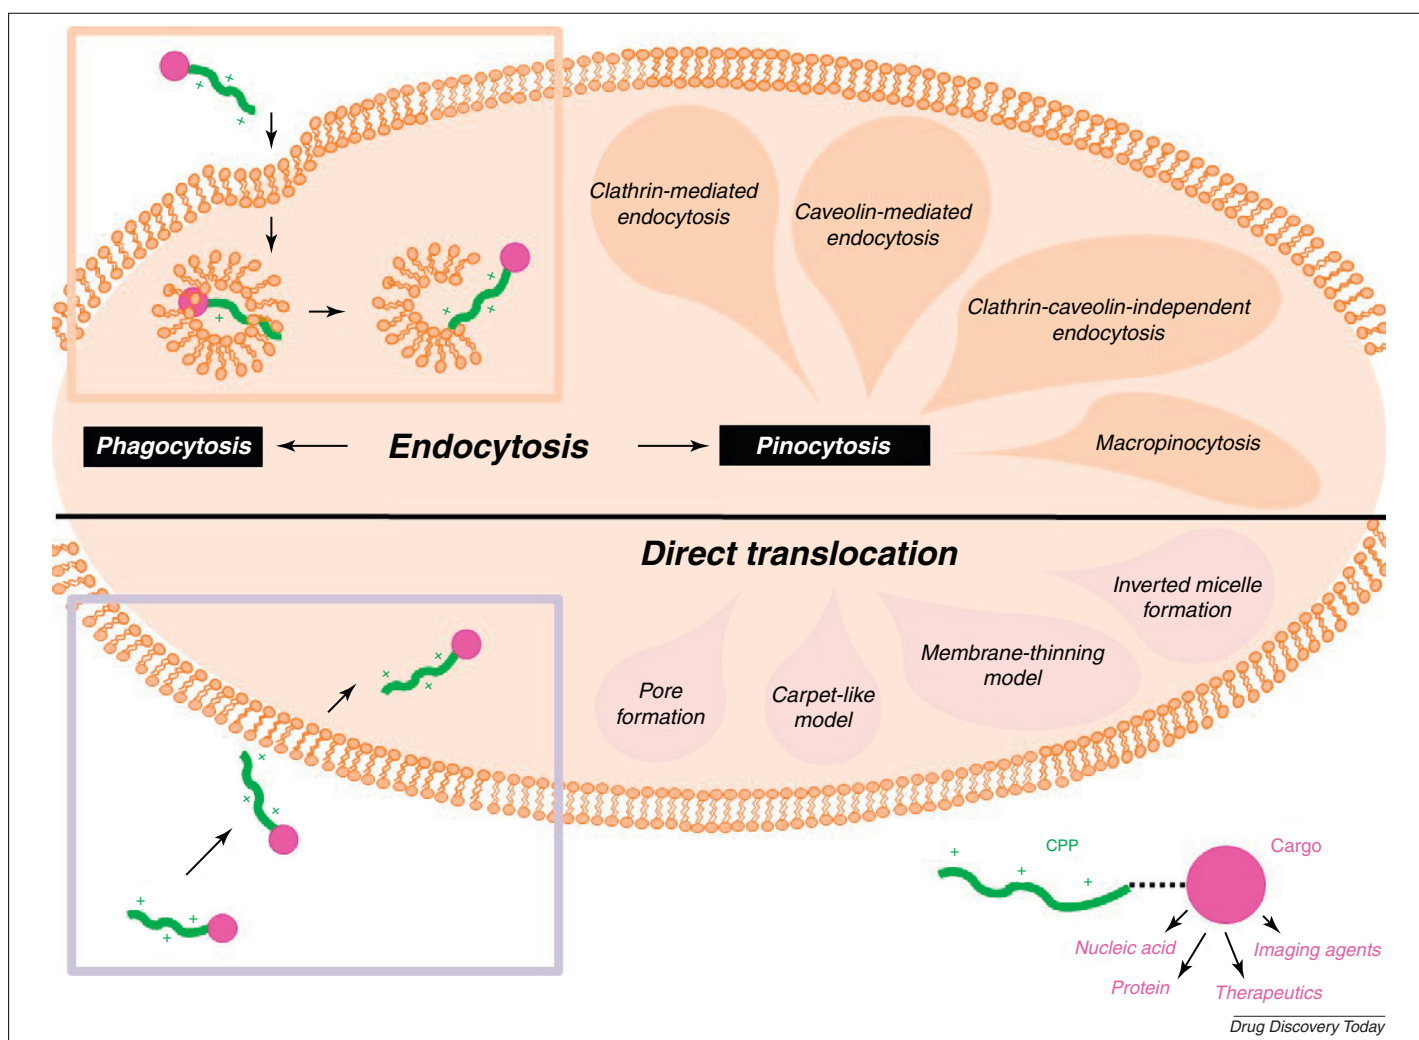 Clathrin-mediated
endocytosis
Caveolin-mediated
endocytosis
Clathrin-caveolin-independent
endocytosis
Phagocytosis
Endocytosis
Pinocytosis
Macropinocytosis
Direct translocation
Inverted micelle
formation
Membrane-thinning
model
Pore
formation
Carpet-like
model
CPP
Cargo
+
+
+
Nucleic acid
Imaging agents
Protein
Therapeutics
Drug Discovery Today